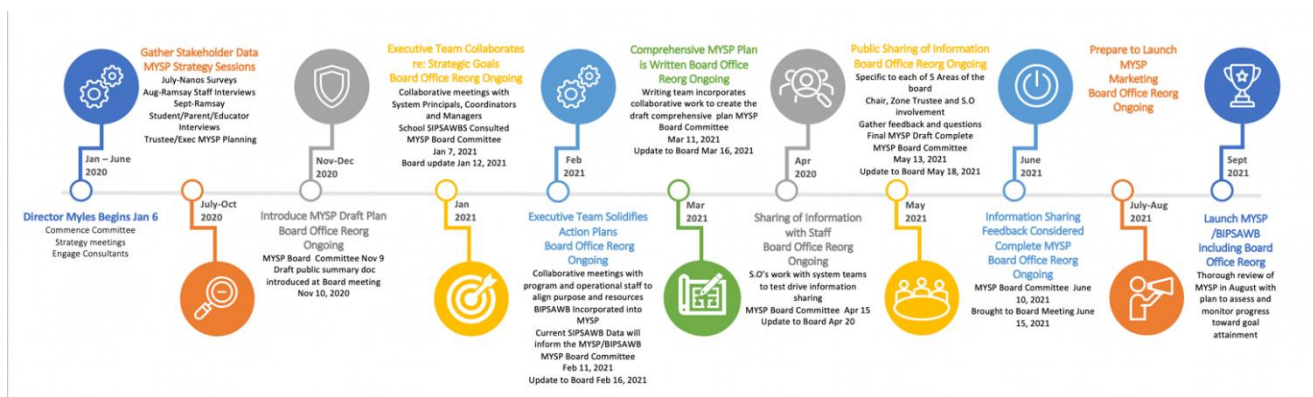 Jan – June
2020
Director Myles Begins Jan 6
Commence Committee
Strategy meetings
Engage Consultants
Gather Stakeholder Data
MYSP Strategy Sessions
July-Nanos Surveys
Aug-Ramsay Staff Interviews
Sept-Ramsay
Student/Parent/Educator
Interviews
Trustee/Exec MYSP Planning
July-Oct
2020
Nov-Dec
2020
Introduce MYSP Draft Plan
Board Office Reorg
Ongoing
MYSP Board Committee Nov 9
Draft public summary doc
introduced at Board meeting
Nov 10, 2020
Executive Team Collaborates
re: Strategic Goals
Board Office Reorg Ongoing
Collaborative meetings with
System Principals, Coordinators
and Managers
School SIPSAWBS Consulted
MYSP Board Committee
Jan 7, 2021
Board update Jan 12, 2021
Jan
2021
Feb
2021
Executive Team Solidifies
Action Plans
Board Office Reorg
Ongoing
Collaborative meetings with
program and operational staff to
align purpose and resources
BIPSAWB Incorporated into
MYSP
Current SIPSAWB Data will
inform the MYSP/BIPSAWB
MYSP Board Committee
Feb 11, 2021
Update to Board Feb 16, 2021
Comprehensive MYSP Plan
is Written Board Office
Reorg Ongoing
Writing team incorporates
collaborative work to create the
draft comprehensive plan MYSP
Board Committee
Mar 11, 2021
Update to Board Mar 16, 2021
Mar
2021
Apr
2020
Sharing of Information
with Staff
Board Office Reorg
Ongoing
S.O's work with system teams
to test drive information
sharing
MYSP Board Committee Apr 15
Update to Board Apr 20
Public Sharing of Information
Board Office Reorg Ongoing
Specific to each of 5 Areas of the
board
Chair, Zone Trustee and S.O
involvement
Gather feedback and questions
Final MYSP Draft Complete
MYSP Board Committee
May 13, 2021
Update to Board May 18, 2021
May
2021
June
2021
Information Sharing
Feedback Considered
Complete MYSP
Board Office Reorg
Ongoing
MYSP Board Committee June
10, 2021
Brought to Board Meeting June
15, 2021
Prepare to Launch
MYSP
Marketing
Board Office Reorg
Ongoing
July-Aug
2021
Sept
2021
Launch MYSP
/BIPSAWB
including Board
Office Reorg
Thorough review of
MYSP in August with
plan to assess and
monitor progress
toward goal
attainment